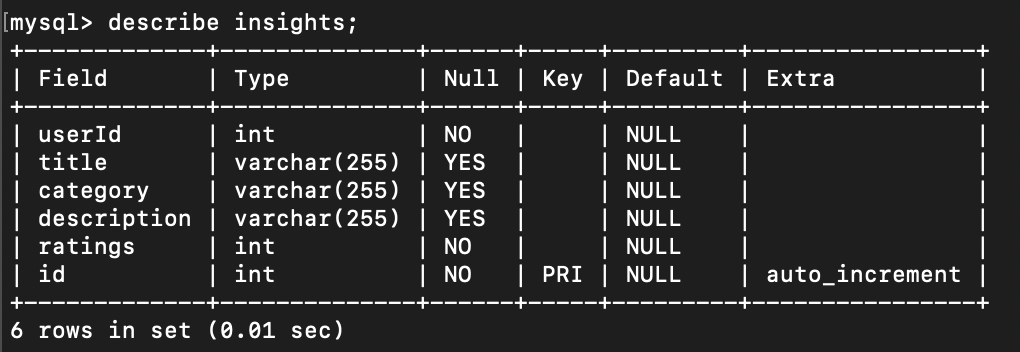 [mysql> describe insights;
+-------------+--------------+------+-----+---------+----------------+
| Field       | Type         | Null | Key | Default | Extra          |
+-------------+--------------+------+-----+---------+----------------+
| userId      | int          | NO   |     | NULL    |                |
| title       | varchar(255) | YES  |     | NULL    |                |
| category    | varchar(255) | YES  |     | NULL    |                |
| description | varchar(255) | YES  |     | NULL    |                |
| ratings     | int          | NO   |     | NULL    |                |
| id          | int          | NO   | PRI | NULL    | auto_increment |
+-------------+--------------+------+-----+---------+----------------+
6 rows in set (0.01 sec)